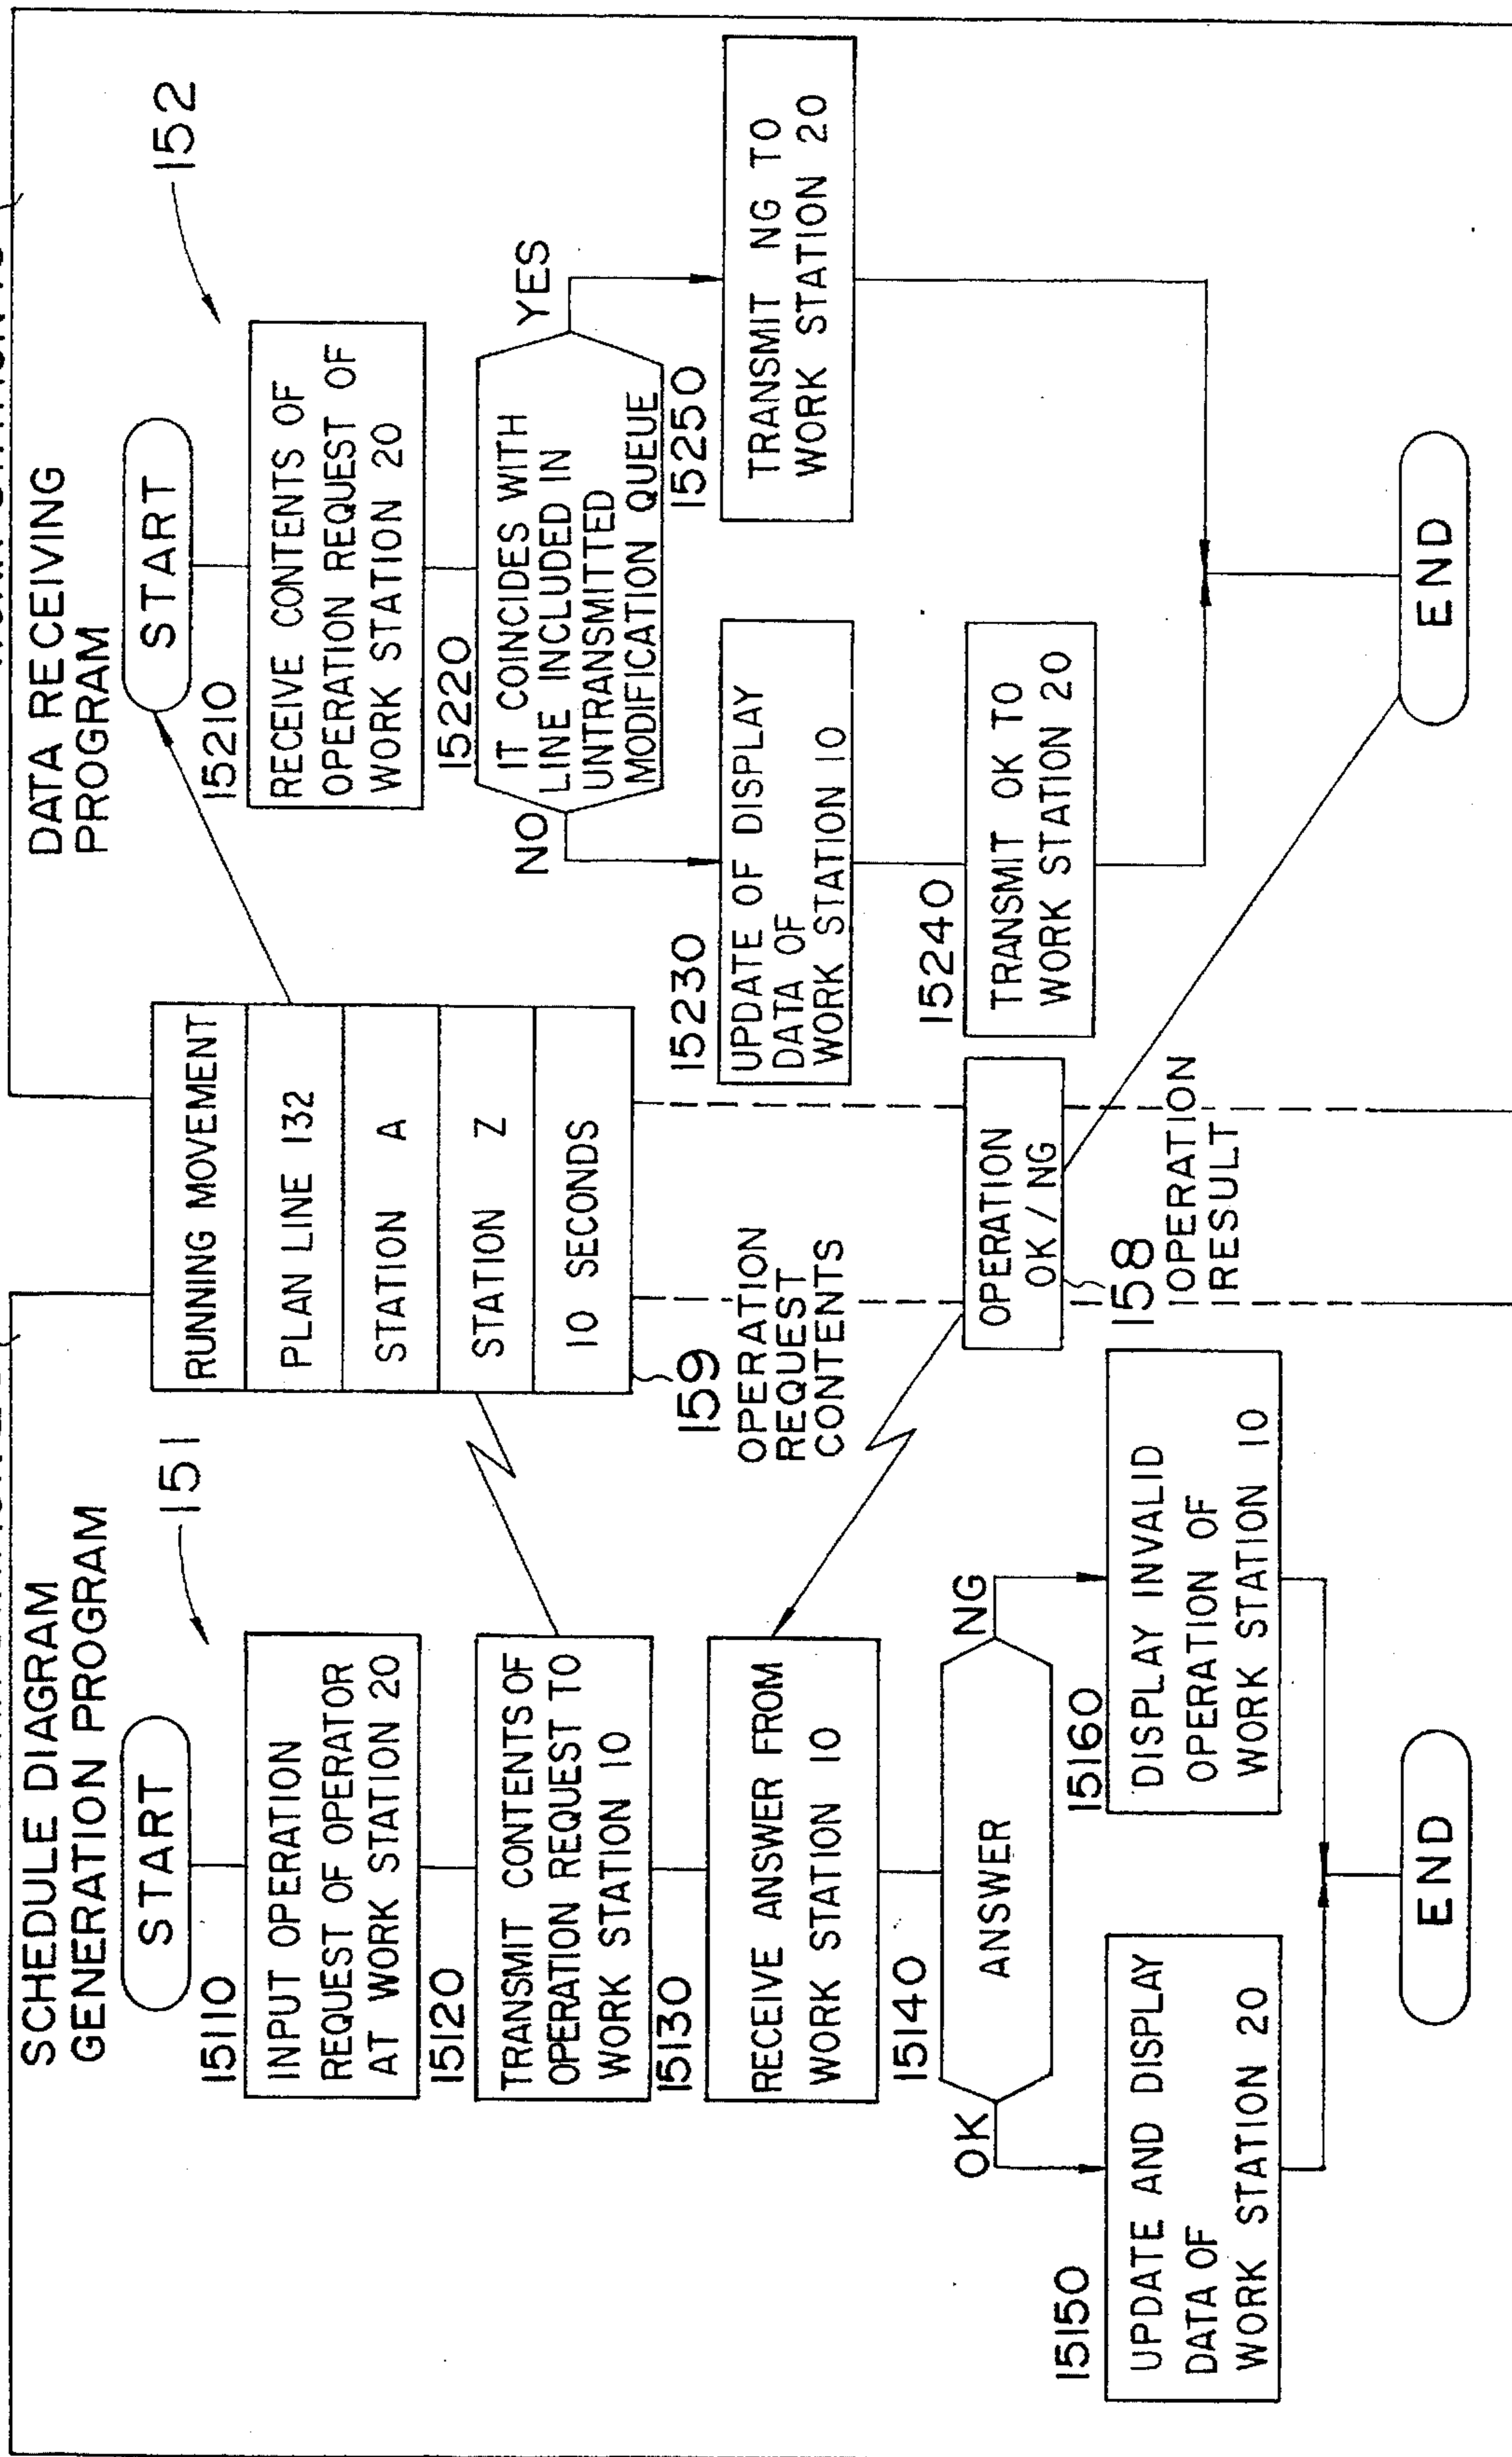 SCHEDULE DIAGRAM
GENERATION PROGRAM
151
START
15110
INPUT OPERATION
REQUEST OF OPERATOR
AT WORK STATION 20
15120
TRANSMIT CONTENTS OF
OPERATION REQUEST TO
WORK STATION 10
15130
RECEIVE ANSWER FROM
WORK STATION 10
15140
ANSWER
OK
NG
15150
UPDATE AND DISPLAY
DATA OF
WORK STATION 20
15160
DISPLAY INVALID
OPERATION OF
WORK STATION 10
END
RUNNING MOVEMENT
PLAN LINE 132
STATION A
STATION Z
10 SECONDS
159
OPERATION
REQUEST
CONTENTS
OPERATION
OK / NG
158
OPERATION
RESULT
DATA RECEIVING
PROGRAM
152
START
15210
RECEIVE CONTENTS OF
OPERATION REQUEST OF
WORK STATION 20
15220
IT COINCIDES WITH
LINE INCLUDED IN
UNTRANSMITTED
MODIFICATION QUEUE
NO
YES
15230
UPDATE OF DISPLAY
DATA OF
WORK STATION 10
15240
TRANSMIT OK TO
WORK STATION 20
15250
TRANSMIT NG TO
WORK STATION 20
END